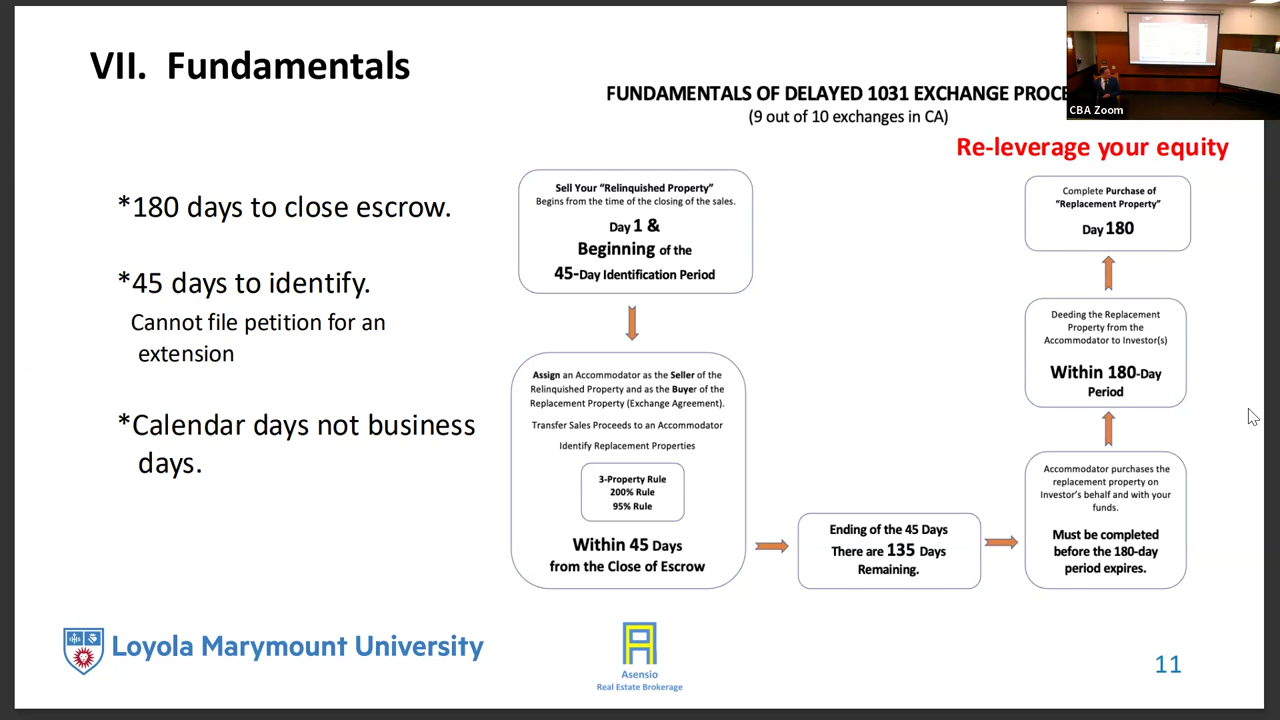 VII. Fundamentals
FUNDAMENTALS OF DELAYED 1031 EXCHANGE
(9 out of 10 exchanges in CA)
CBA Zoom
Re-leverage your equity
*180 days to close escrow.
*45 days to identify.
Cannot file petition for an
extension
*Calendar days not business
days.
Sell Your “Relinquished Property”
Begins from the time of the closing of the sales.
Day 1 &
Beginning of the
45-Day Identification Period
Assign an Accommodator as the Seller of the
Relinquished Property and as the Buyer of the
Replacement Property (Exchange Agreement).
Transfer Sales Proceeds to an Accommodator
Identify Replacement Properties
3-Property Rule
200% Rule
95% Rule
Within 45 Days
from the Close of Escrow
Ending of the 45 Days
There are 135 Days
Remaining.
Accommodator purchases the
replacement property on
Investor’s behalf and with your
funds.
Must be completed
before the 180-day
period expires.
Deeding the Replacement
Property from the
Accommodator to Investor(s)
Within 180-Day
Period
Complete Purchase of
“Replacement Property”
Day 180
Loyola Marymount University
Asensio
Real Estate Brokerage
11